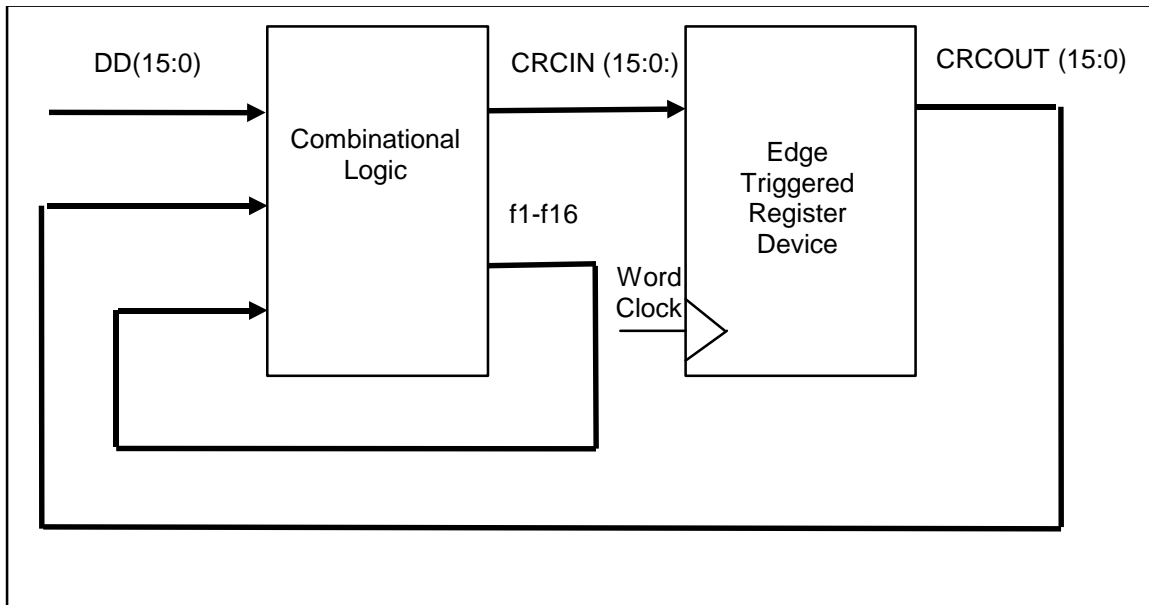 DD(15:0)
CRCIN (15:0:)
CRCOUT (15:0)
Combinational
Logic
Edge
Triggered
Register
Device
f1-f16
Word
Clock